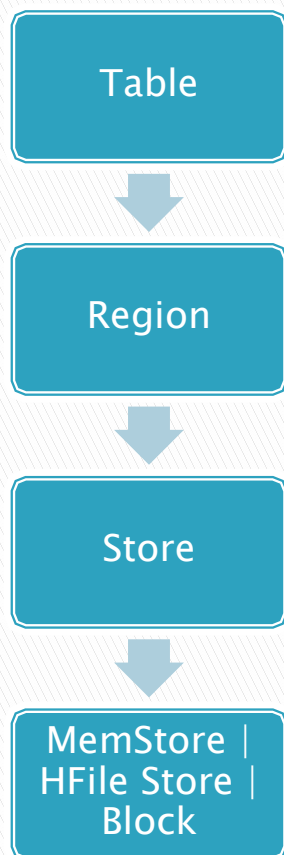 Table
Region
Store
MemStore |
HFile Store |
Block